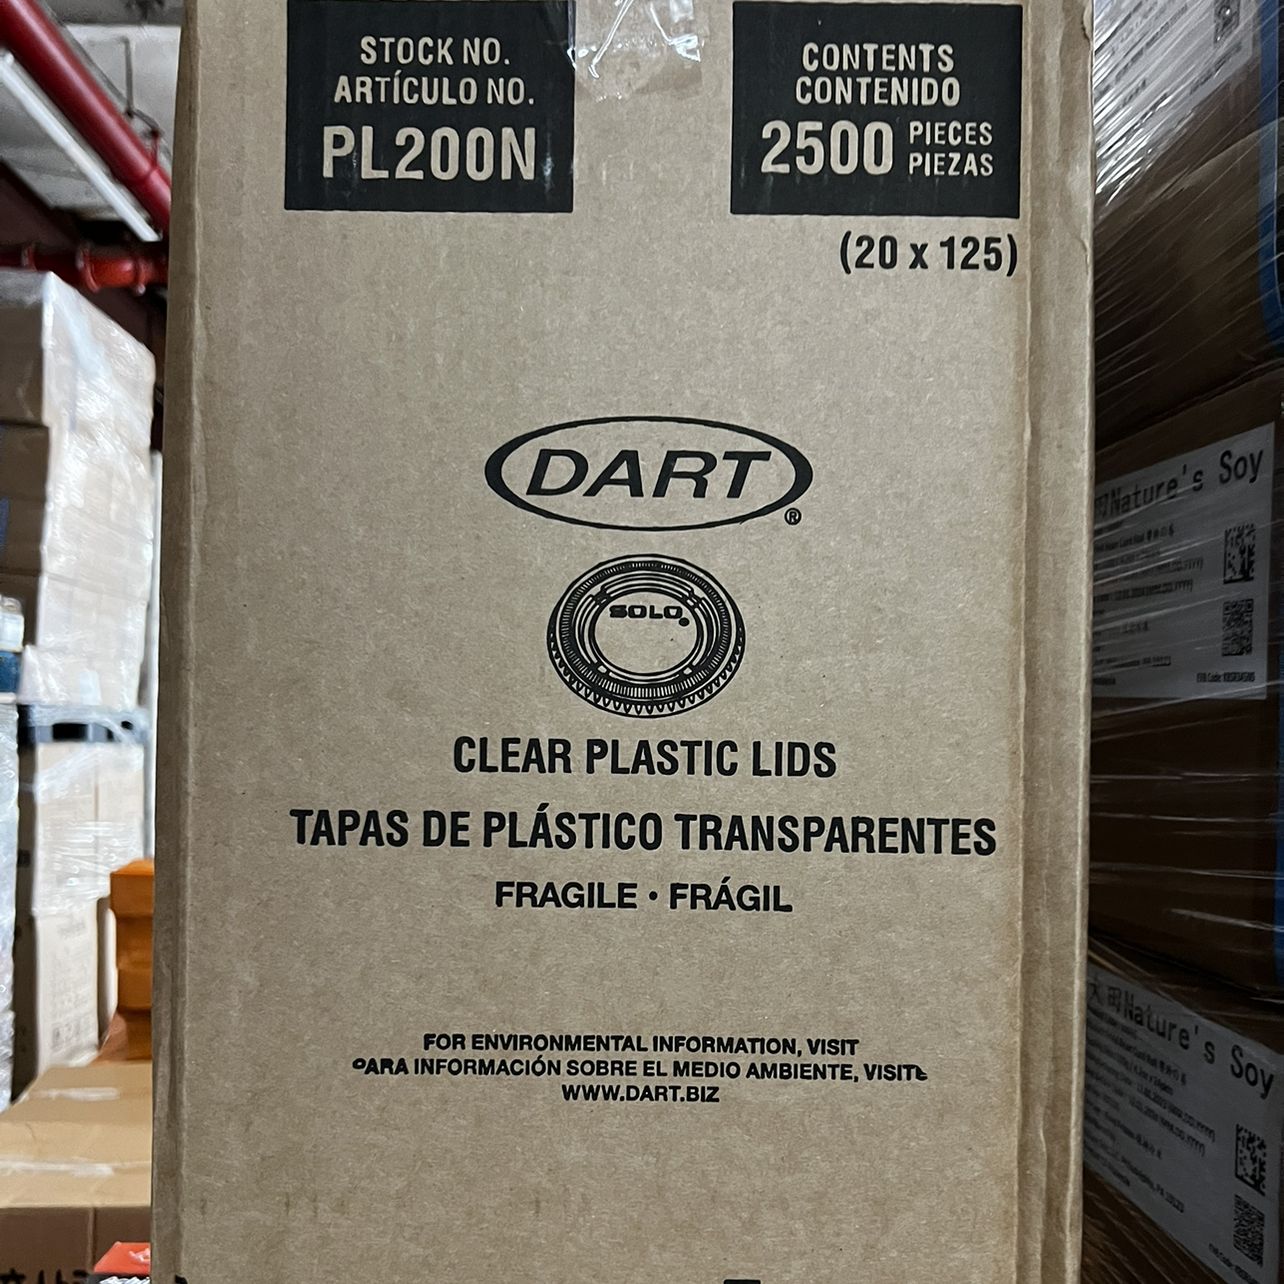 STOCK NO.
ARTÍCULO NO.
PL200N
CONTENTS
CONTENIDO
2500 PIECES
PIEZAS
(20 x 125)
DART®
SOLO®
CLEAR PLASTIC LIDS
TAPAS DE PLÁSTICO TRANSPARENTES
FRAGILE • FRÁGIL
FOR ENVIRONMENTAL INFORMATION, VISIT
PARA INFORMACIÓN SOBRE EL MEDIO AMBIENTE, VISITE
WWW.DART.BIZ
Nature's Soy
Nature's Soy